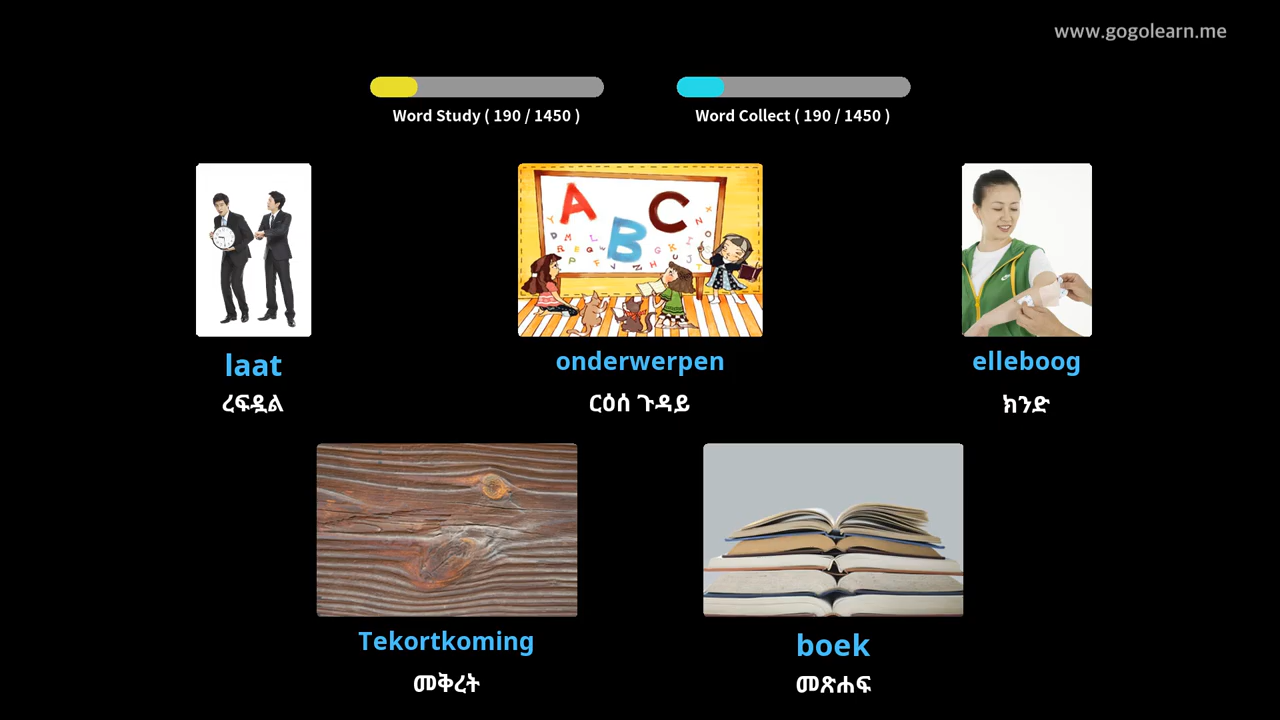 www.gogolearn.me
Word Study ( 190 / 1450 )
Word Collect ( 190 / 1450 )
A B C
laat
ረፍዷል
onderwerpen
ርዕሰ ጉዳይ
elleboog
ክንድ
Tekortkoming
መቅረት
boek
መጽሐፍ